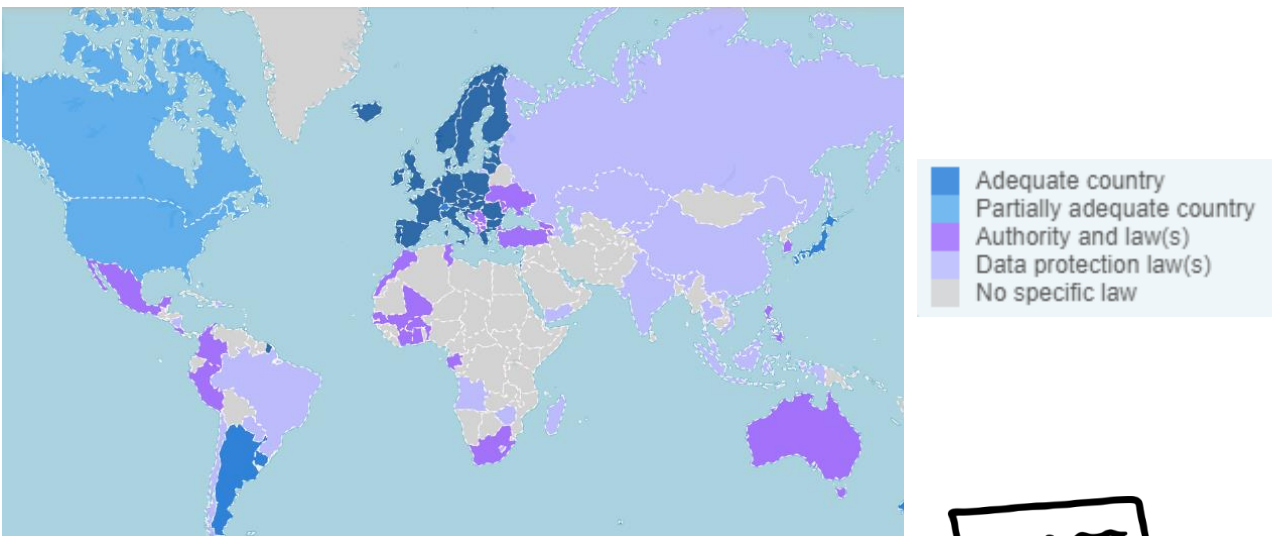 Adequate country
Partially adequate country
Authority and law(s)
Data protection law(s)
No specific law